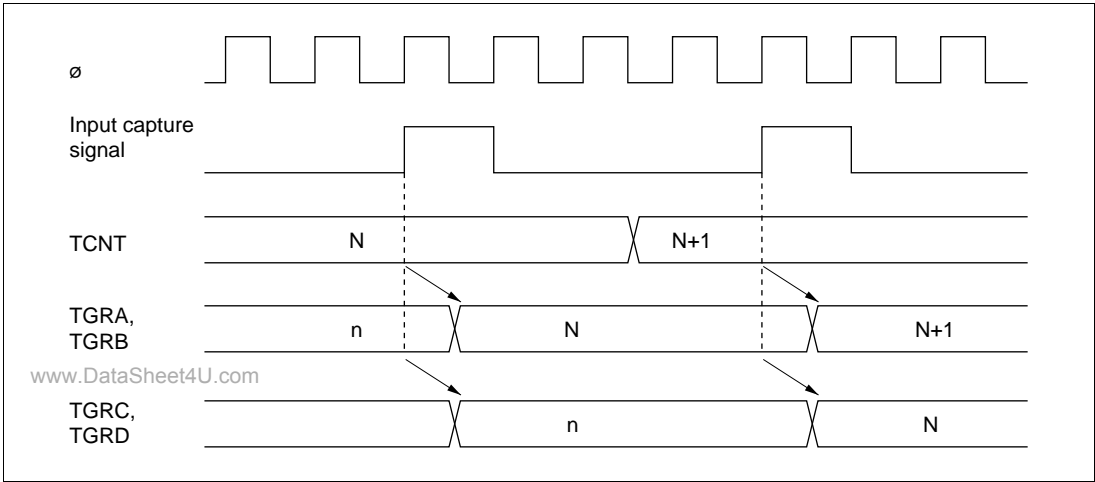 ø
Input capture
signal
TCNT
N
N+1
TGRA,
TGRB
n
N
N+1
www.DataSheet4U.com
TGRC,
TGRD
n
N